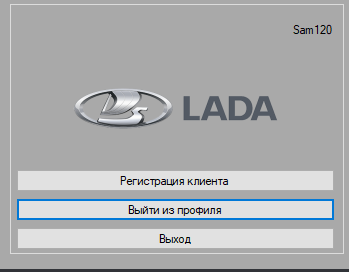 Sam120
LADA
Регистрация клиента
Выйти из профиля
Выход